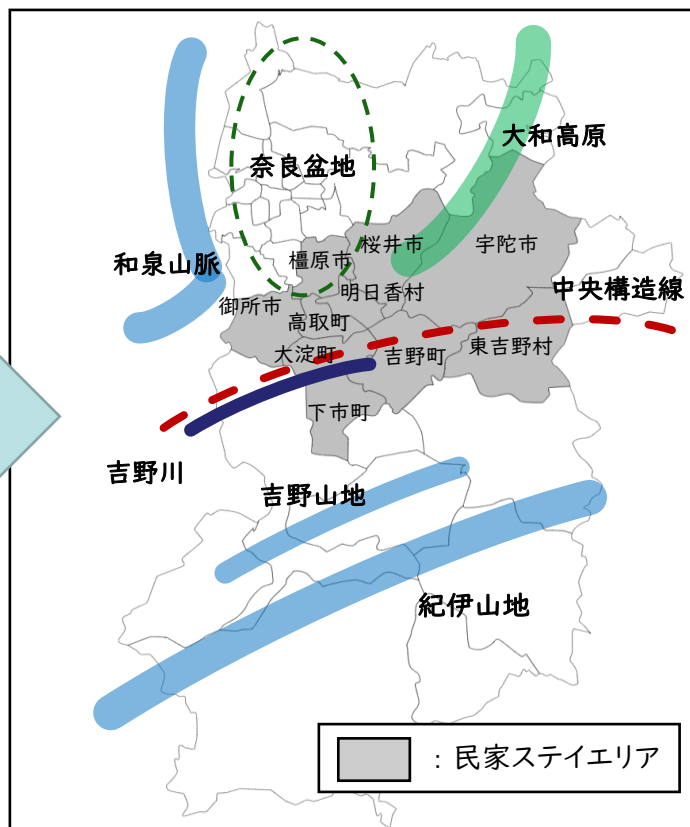 大和高原
奈良盆地
桜井市
宇陀市
橿原市
和泉山脈
明日香村
中央構造線
御所市
高取町
大淀町
吉野町
東吉野村
下市町
吉野川
吉野山地
紀伊山地
：民家ステイエリア